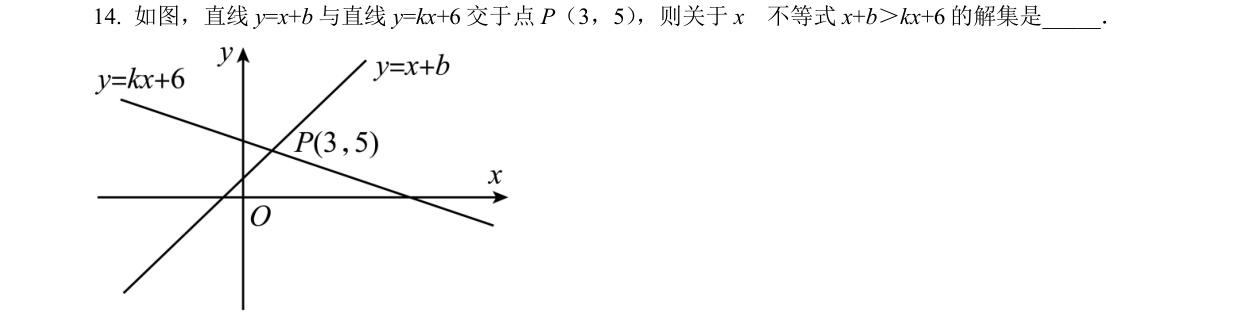 14. 如图，直线 y=x+b 与直线 y=kx+6 交于点 P（3，5），则关于 x 不等式 x+b＞kx+6 的解集是_____．
y
y=kx+6
y=x+b
P(3,5)
x
O